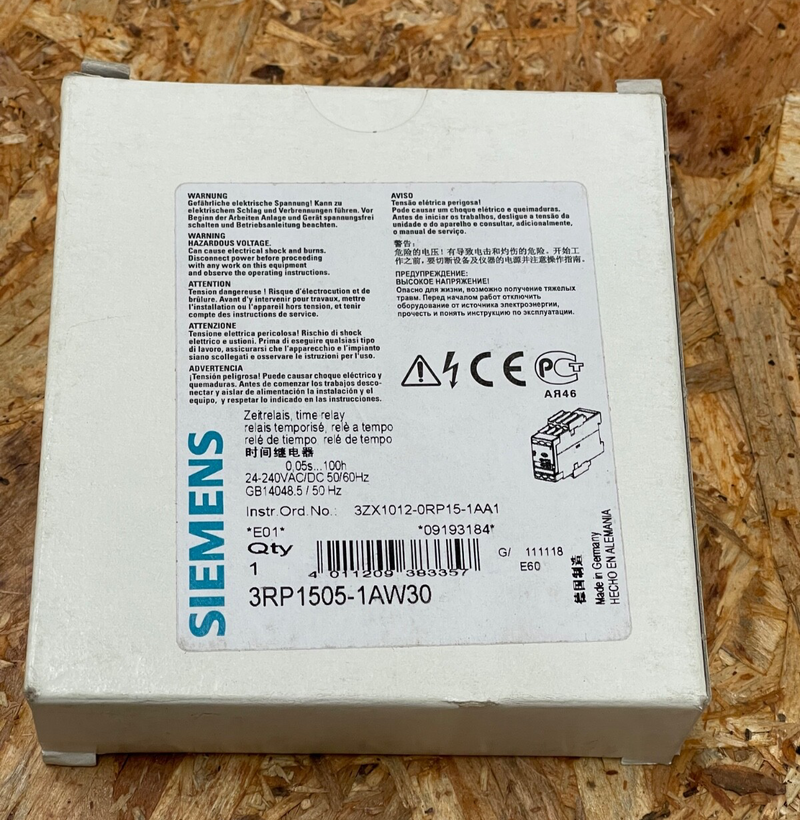 WARNUNG
Gefährliche elektrische Spannung! Kann zu
elektrischem Schlag und Verbrennungen führen. Vor
Beginn der Arbeiten Anlage und Gerät spannungsfrei
schalten und Betriebsanleitung beachten.
WARNING
HAZARDOUS VOLTAGE.
Can cause electrical shock and burns.
Disconnect power before proceeding
with any work on this equipment
and observe the operating instructions.
ATTENTION
Tension dangereuse ! Risque d'électrocution et de
brûlure. Avant d'y intervenir pour travaux, mettre
l'installation ou l'appareil hors tension, et tenir
compte des instructions de service.
ATTENZIONE
Tensione elettrica pericolosa! Rischio di shock
elettrico e ustioni. Prima di eseguire qualsiasi tipo
di lavoro, assicurarsi che l'apparecchio e l'impianto
siano scollegati e osservare le istruzioni per l'uso.
ADVERTENCIA
¡Tensión peligrosa! Puede causar choque eléctrico y
quemaduras. Antes de comenzar los trabajos desco-
nectar y aislar de alimentación la instalación y el
equipo, y respetar lo indicado en las instrucciones.
AVISO
Tensão elétrica perigosa!
Pode causar um choque elétrico e queimaduras.
Antes de iniciar os trabalhos, desligue a tensão da
unidade e do aparelho e consultar, adicionalmente,
o manual de serviço.
警告:
危险的电压! 有导致电击和灼伤的危险。开始工
作之前,要切断设备及仪器的电源并注意操作指南。
ПРЕДУПРЕЖДЕНИЕ:
ВЫСОКОЕ НАПРЯЖЕНИЕ!
Опасно для жизни, возможно получение тяжелых
травм. Перед началом работ отключить
оборудование от источника электроэнергии,
прочесть и понять инструкцию по эксплуатации.
CE
АЯ46
SIEMENS
Zeitrelais, time relay
relais temporisé, relè a tempo
relé de tiempo relé de tempo
时间继电器
0,05s...100h
24-240VAC/DC 50/60Hz
GB14048.5 / 50 Hz
Instr.Ord.No.: 3ZX1012-0RP15-1AA1
*E01* *09193184*
Qty
1
4 011209 383357
G/ 111118
E60
3RP1505-1AW30
德国制造
Made in Germany
HECHO EN ALEMANIA